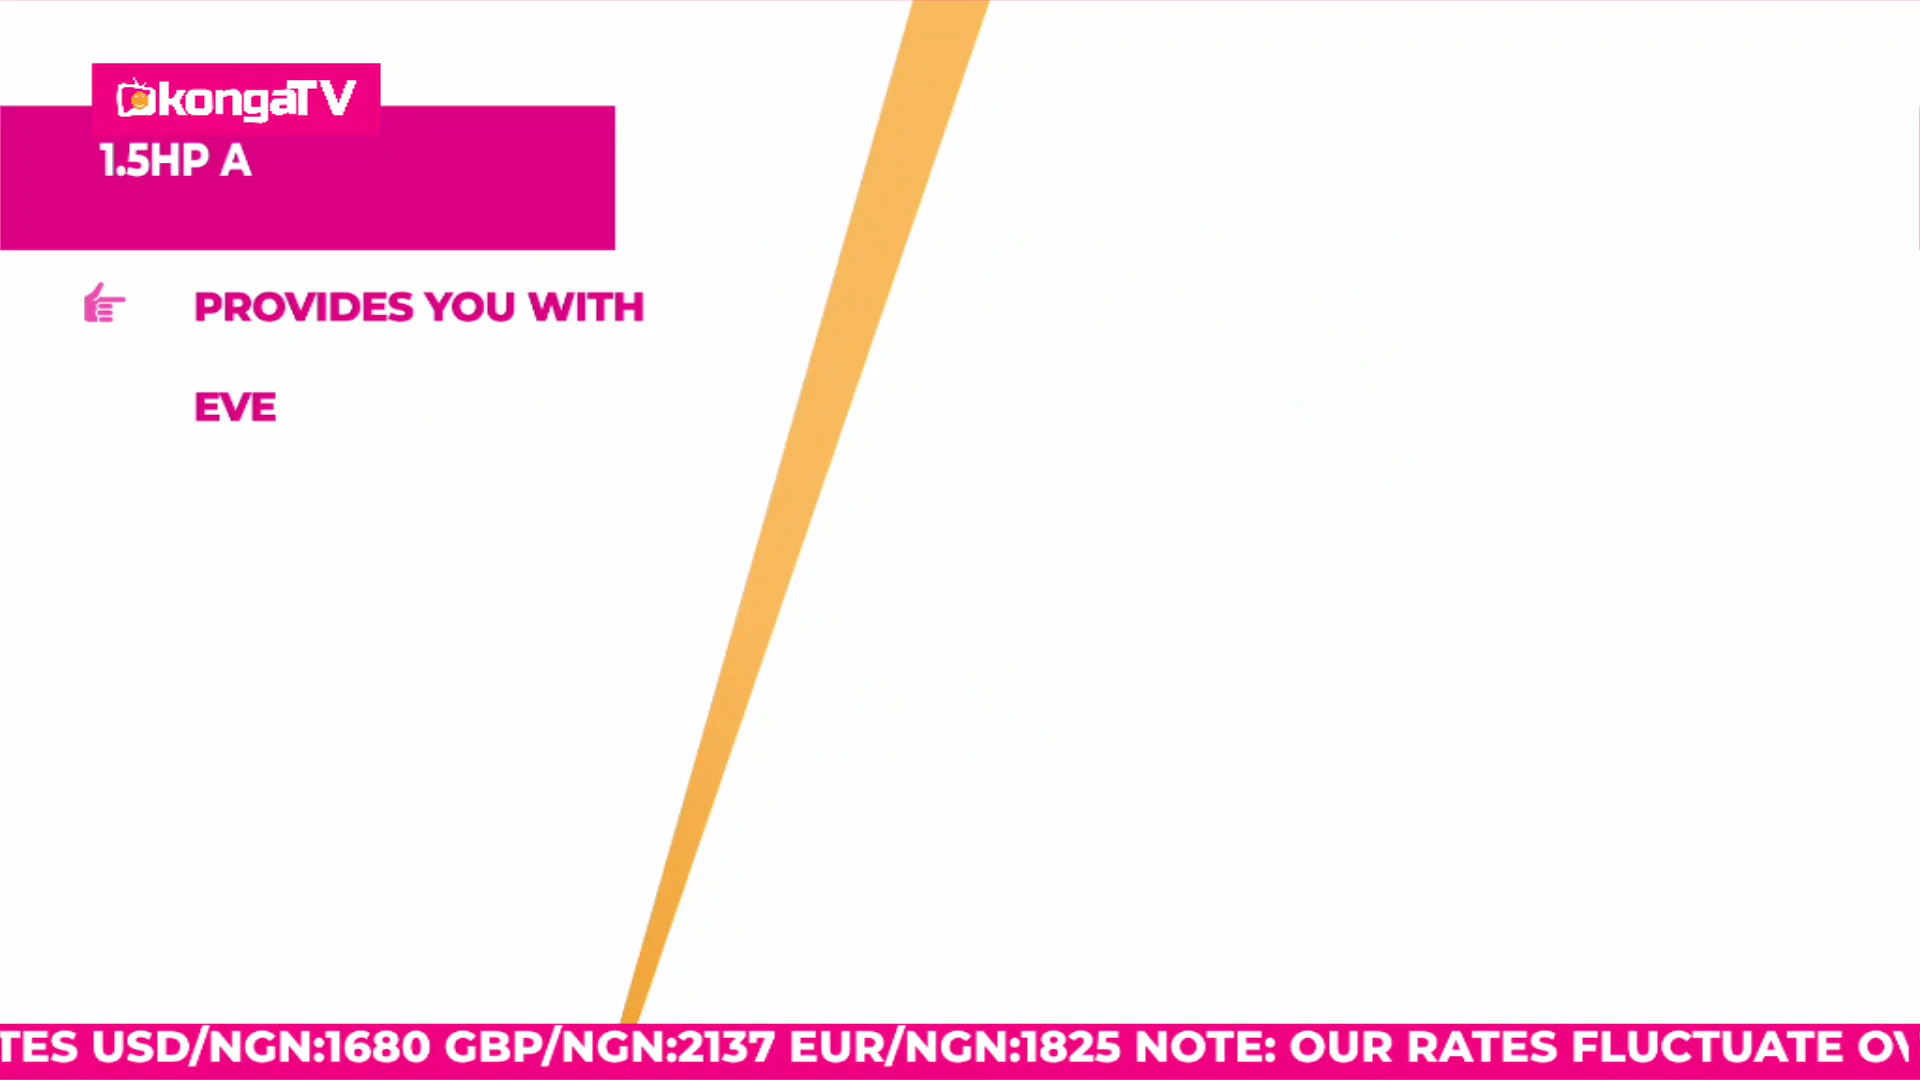 kongaTV
1.5HP A
PROVIDES YOU WITH
EVE
TES USD/NGN:1680 GBP/NGN:2137 EUR/NGN:1825 NOTE: OUR RATES FLUCTUATE OV